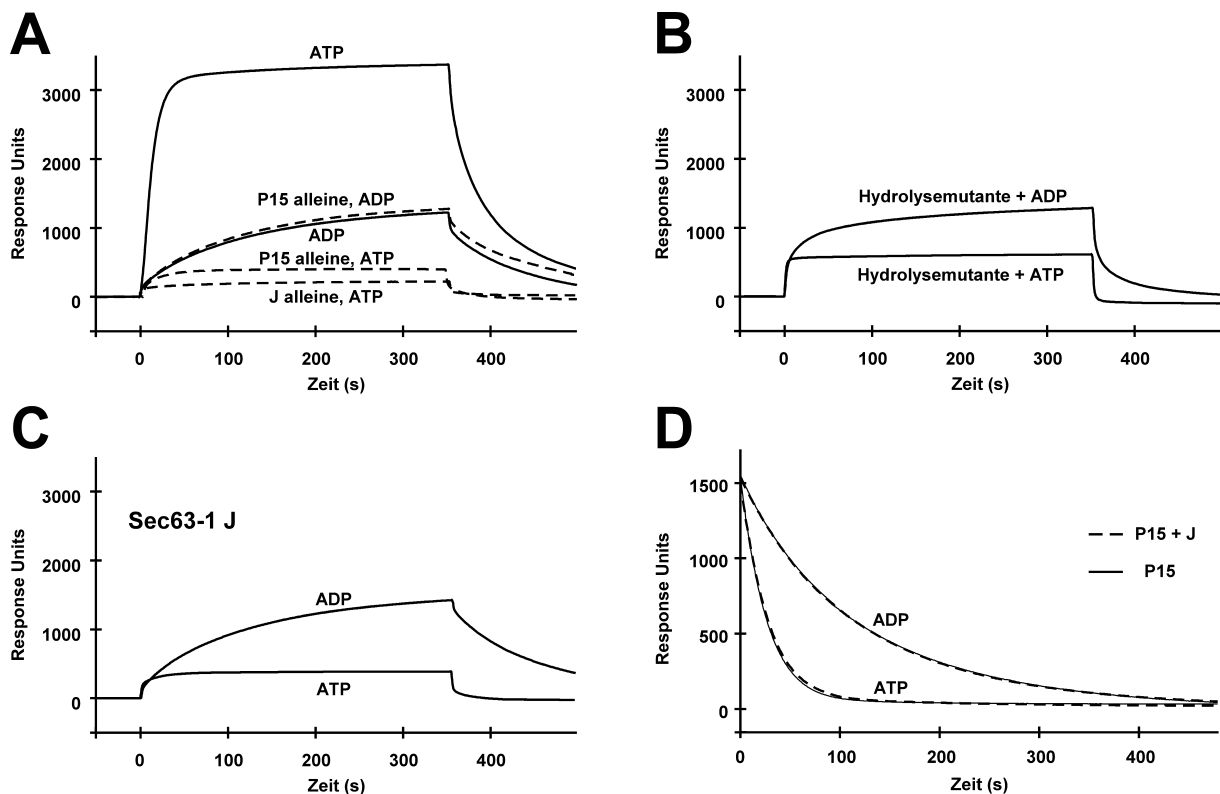 A
ATP
3000
2000
1000
0
Response Units
P15 alleine, ADP
ADP
P15 alleine, ATP
J alleine, ATP
0
100
200
300
400
Zeit (s)
B
3000
2000
1000
0
Response Units
Hydrolysemutante + ADP
Hydrolysemutante + ATP
0
100
200
300
400
Zeit (s)
C
3000
2000
1000
0
Response Units
Sec63-1 J
ADP
ATP
0
100
200
300
400
Zeit (s)
D
1500
1000
500
0
Response Units
P15 + J
P15
ADP
ATP
0
100
200
300
400
Zeit (s)